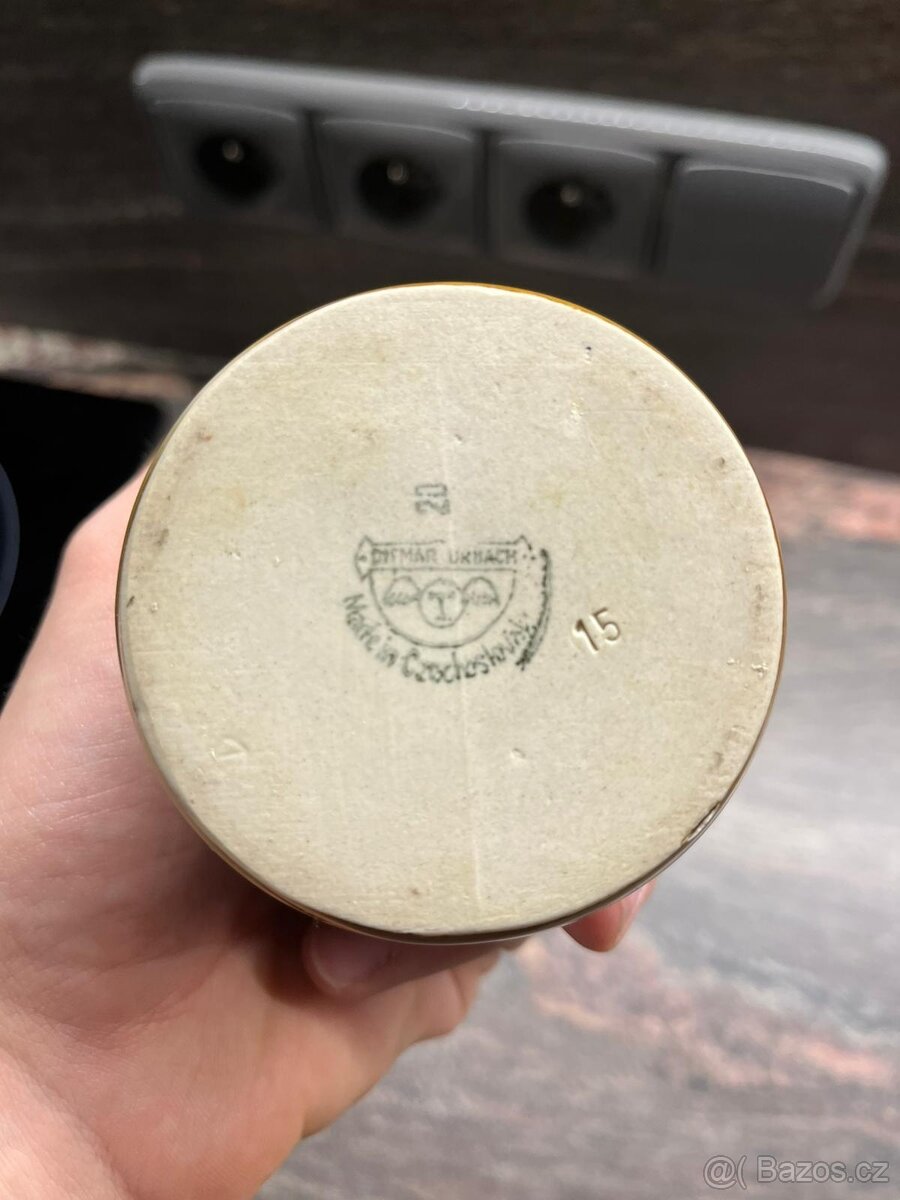 20
DITMAR URBACH
Made in Czechoslovakia
15
@( Bazos.cz